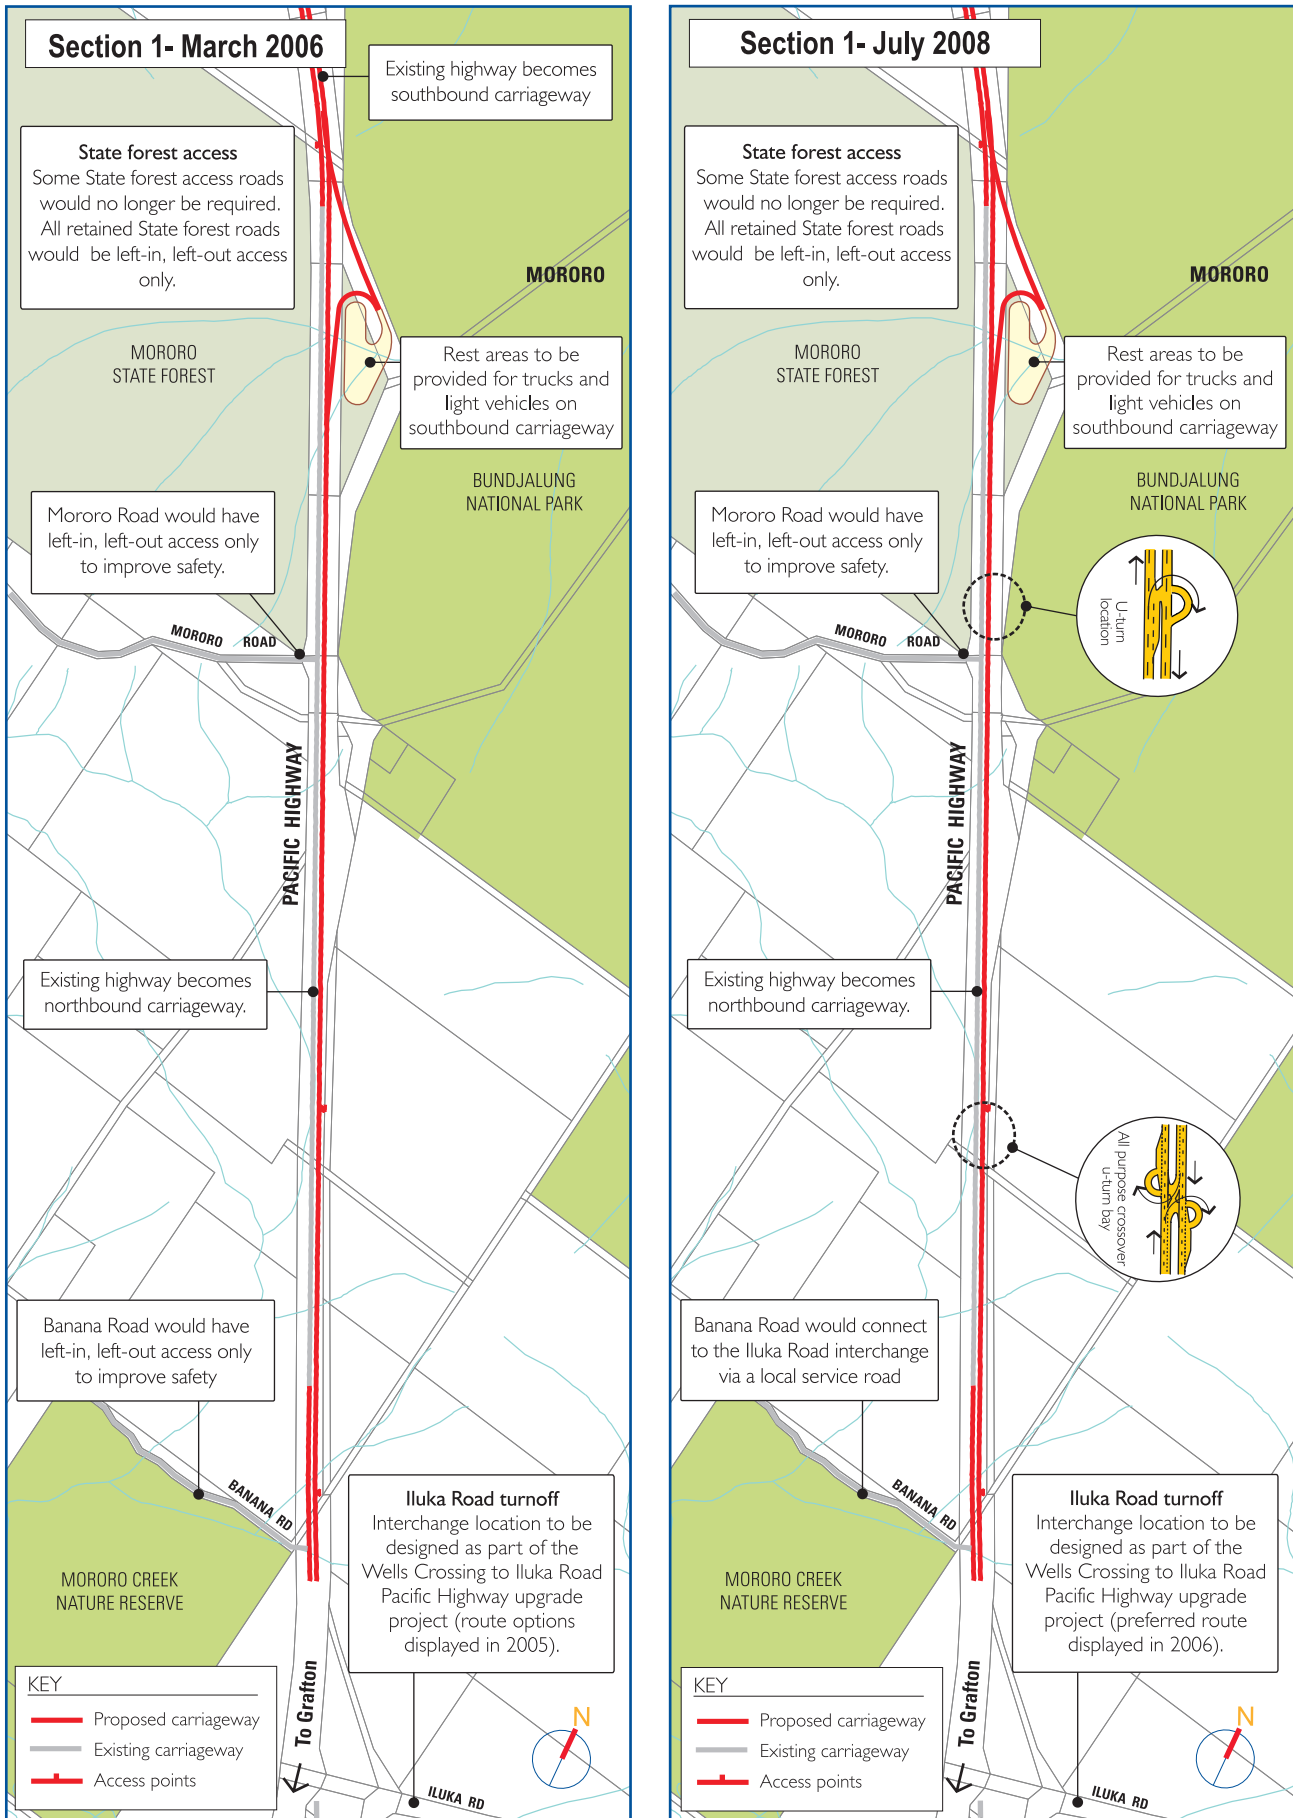 Section 1- March 2006
Existing highway becomes
southbound carriageway
State forest access
Some State forest access roads
would no longer be required.
All retained State forest roads
would be left-in, left-out access
only.
MORORO
MORORO
STATE FOREST
Rest areas to be
provided for trucks and
light vehicles on
southbound carriageway
BUNDJALUNG
NATIONAL PARK
Mororo Road would have
left-in, left-out access only
to improve safety.
MORORO ROAD
PACIFIC HIGHWAY
Existing highway becomes
northbound carriageway.
Banana Road would have
left-in, left-out access only
to improve safety
BANANA RD
Iluka Road turnoff
Interchange location to be
designed as part of the
Wells Crossing to Iluka Road
Pacific Highway upgrade
project (route options
displayed in 2005).
MORORO CREEK
NATURE RESERVE
KEY
Proposed carriageway
Existing carriageway
Access points
To Grafton
N
ILUKA RD
Section 1- July 2008
State forest access
Some State forest access roads
would no longer be required.
All retained State forest roads
would be left-in, left-out access
only.
MORORO
MORORO
STATE FOREST
Rest areas to be
provided for trucks and
light vehicles on
southbound carriageway
BUNDJALUNG
NATIONAL PARK
Mororo Road would have
left-in, left-out access only
to improve safety.
U-turn
location
MORORO ROAD
PACIFIC HIGHWAY
Existing highway becomes
northbound carriageway.
All purpose crossover
u-turn bay
Banana Road would connect
to the Iluka Road interchange
via a local service road
BANANA RD
Iluka Road turnoff
Interchange location to be
designed as part of the
Wells Crossing to Iluka Road
Pacific Highway upgrade
project (preferred route
displayed in 2006).
MORORO CREEK
NATURE RESERVE
KEY
Proposed carriageway
Existing carriageway
Access points
To Grafton
N
ILUKA RD